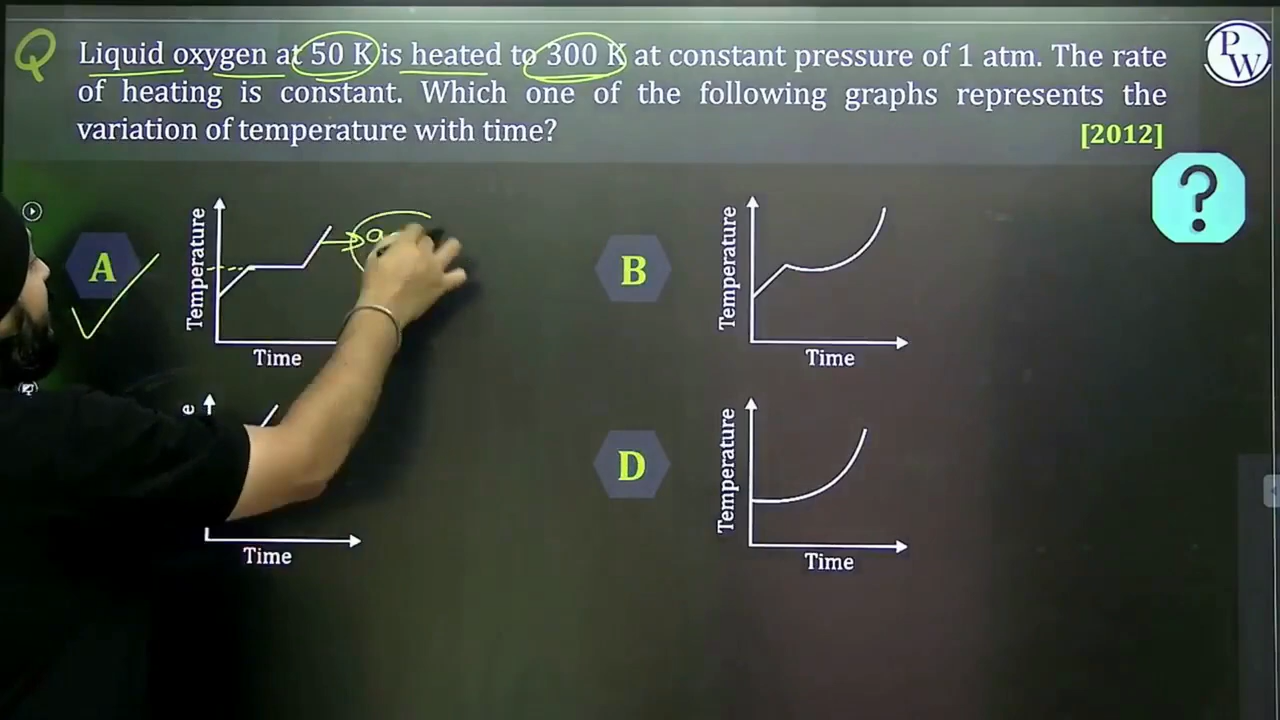 Q Liquid oxygen at 50 K is heated to 300 K at constant pressure of 1 atm. The rate
of heating is constant. Which one of the following graphs represents the
variation of temperature with time?
[2012]
P
W
?
A
Temperature
Time
B
Temperature
Time
e
Time
D
Temperature
Time